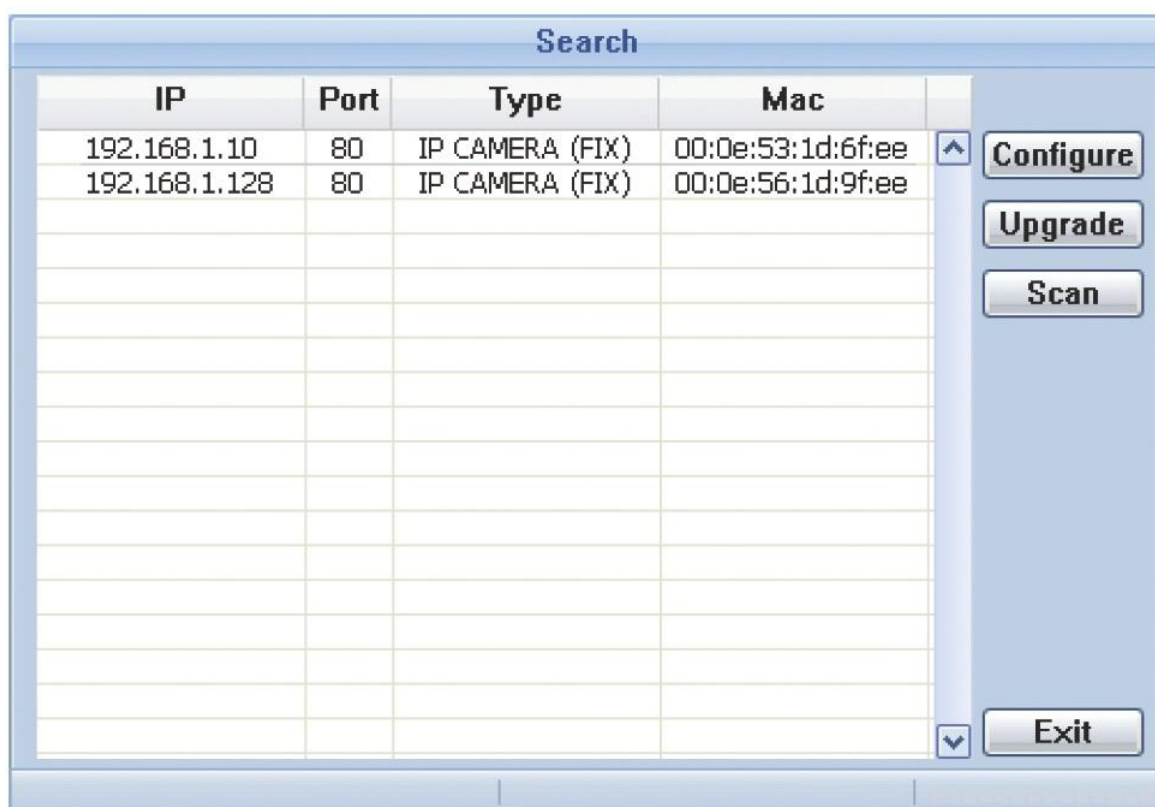 Search
IP Port Type Mac
192.168.1.10 80 IP CAMERA (FIX) 00:0e:53:1d:6f:ee
192.168.1.128 80 IP CAMERA (FIX) 00:0e:56:1d:9f:ee
Configure
Upgrade
Scan
Exit